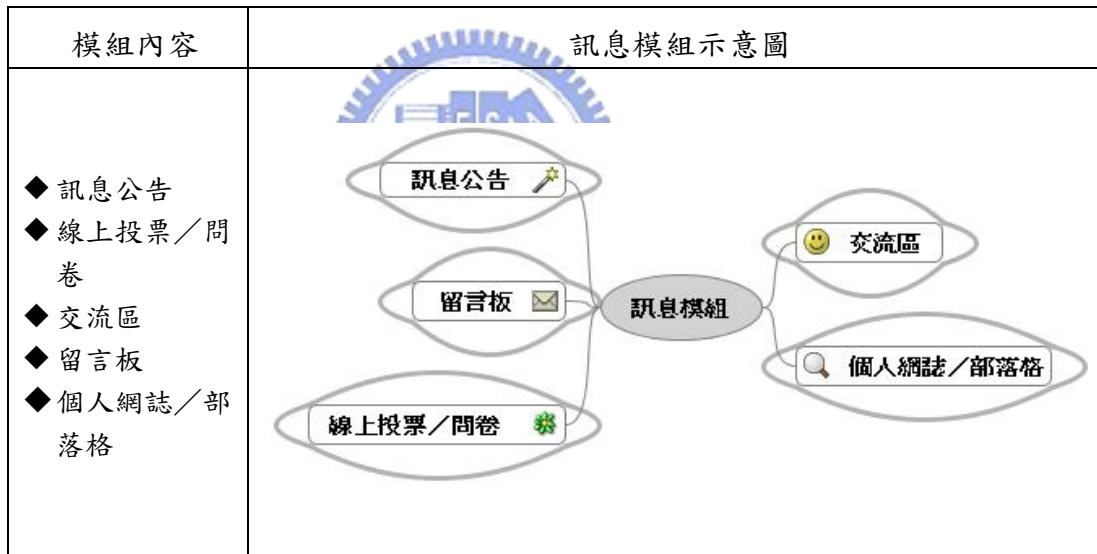 模組內容
訊息模組示意圖
◆ 訊息公告
◆ 線上投票／問
卷
◆ 交流區
◆ 留言板
◆ 個人網誌／部
落格
訊息公告
留言板
線上投票／問卷
訊息模組
交流區
個人網誌／部落格